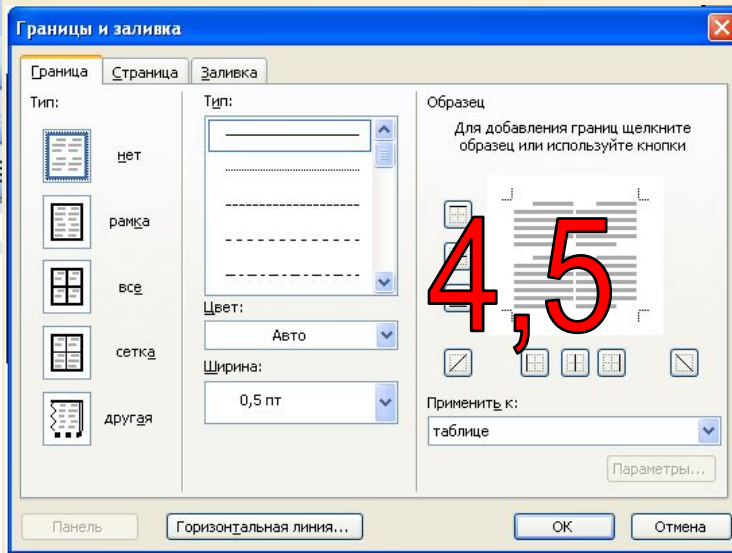 Границы и заливка
Граница Страница Заливка
Тип:
нет
рамка
все
сетка
другая
Тип:
Цвет:
Авто
Ширина:
0,5 пт
Образец
Для добавления границ щелкните
образец или используйте кнопки
4,5
Применить к:
таблице
Параметры...
Панель Горизонтальная линия... ОК Отмена